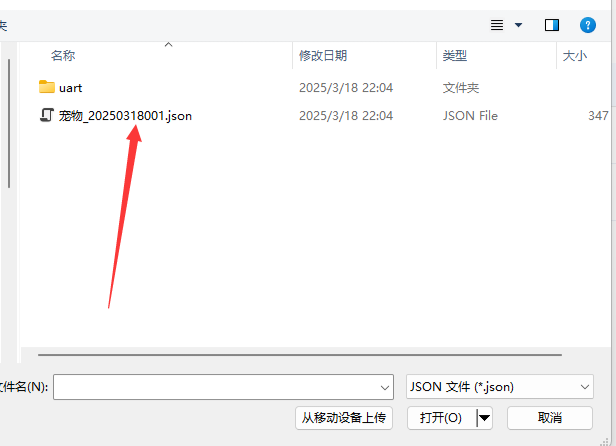 夹
名称 修改日期 类型 大小
uart 2025/3/18 22:04 文件夹
宠物_20250318001.json 2025/3/18 22:04 JSON File 347
件名(N): JSON 文件 (*.json)
从移动设备上传 打开(O) 取消